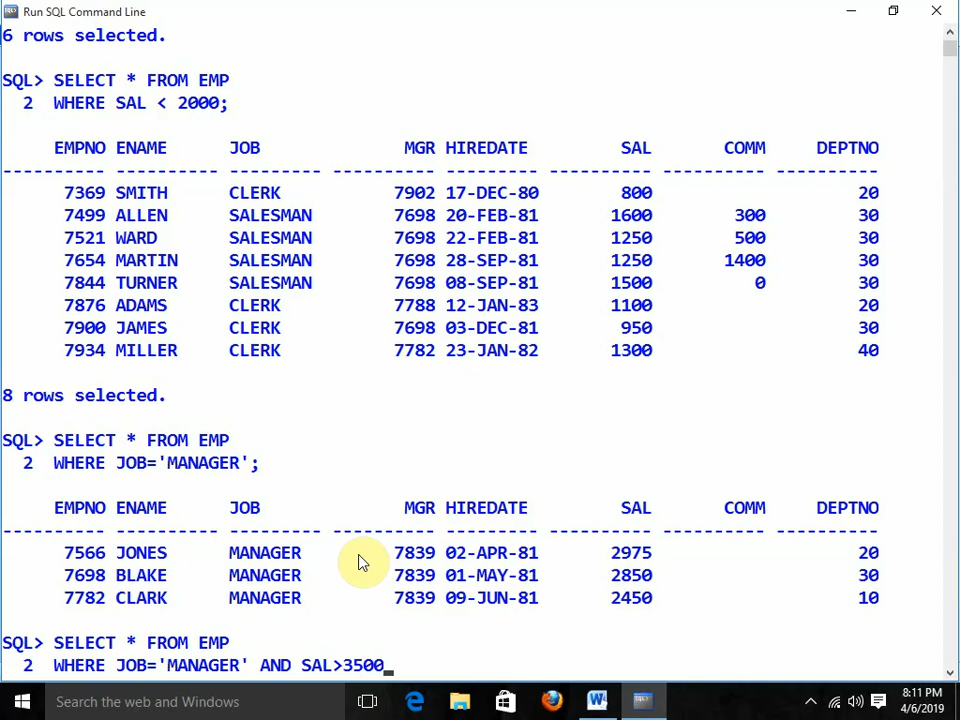 Run SQL Command Line
6 rows selected.
SQL> SELECT * FROM EMP
2 WHERE SAL < 2000;
EMPNO ENAME JOB MGR HIREDATE SAL COMM DEPTNO
---------- ---------- --------- ---------- --------- ---------- ---------- ----------
7369 SMITH CLERK 7902 17-DEC-80 800 20
7499 ALLEN SALESMAN 7698 20-FEB-81 1600 300 30
7521 WARD SALESMAN 7698 22-FEB-81 1250 500 30
7654 MARTIN SALESMAN 7698 28-SEP-81 1250 1400 30
7844 TURNER SALESMAN 7698 08-SEP-81 1500 0 30
7876 ADAMS CLERK 7788 12-JAN-83 1100 20
7900 JAMES CLERK 7698 03-DEC-81 950 30
7934 MILLER CLERK 7782 23-JAN-82 1300 40
8 rows selected.
SQL> SELECT * FROM EMP
2 WHERE JOB='MANAGER';
EMPNO ENAME JOB MGR HIREDATE SAL COMM DEPTNO
---------- ---------- --------- ---------- --------- ---------- ---------- ----------
7566 JONES MANAGER 7839 02-APR-81 2975 20
7698 BLAKE MANAGER 7839 01-MAY-81 2850 30
7782 CLARK MANAGER 7839 09-JUN-81 2450 10
SQL> SELECT * FROM EMP
2 WHERE JOB='MANAGER' AND SAL>3500_
Search the web and Windows
8:11 PM
4/6/2019